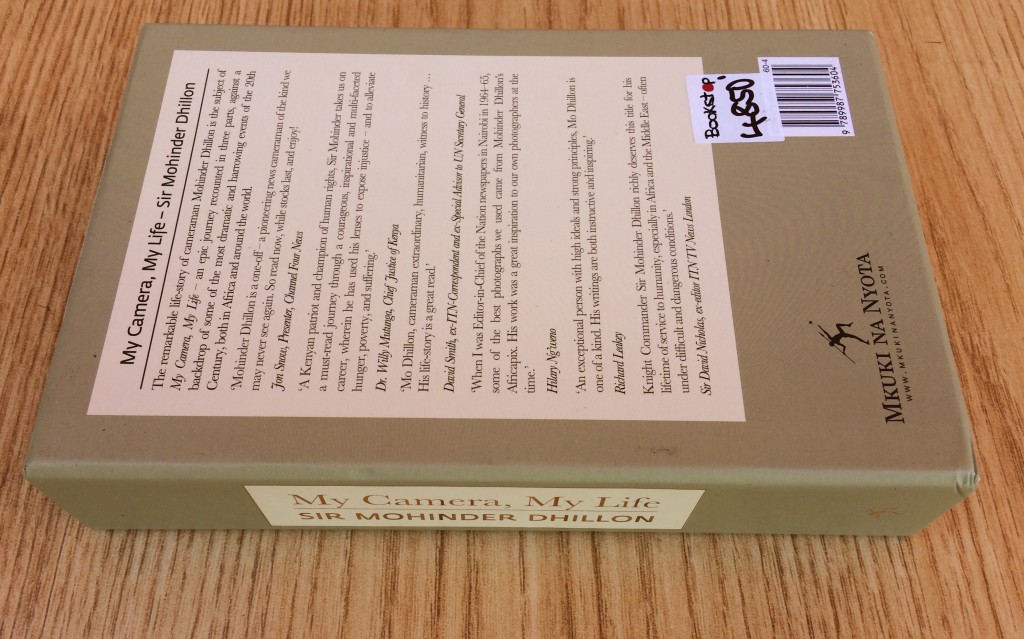 My Camera, My Life – Sir Mohinder Dhillon
The remarkable life-story of cameraman Mohinder Dhillon is the subject of
My Camera, My Life – an epic journey recounted in three parts, against a
backdrop of some of the most dramatic and harrowing events of the 20th
Century, both in Africa and around the world.
'Mohinder Dhillon is a one-off – a pioneering news cameraman of the kind we
may never see again. So read now, while stocks last, and enjoy!
Jon Snow, Presenter, Channel Four News
'A Kenyan patriot and champion of human rights, Sir Mohinder takes us on
a must-read journey through a courageous, inspirational and multi-faceted
career, wherein he has used his lenses to expose injustice – and to alleviate
hunger, poverty, and suffering.'
Dr. Willy Mutunga, Chief Justice of Kenya
'Mo Dhillon, cameraman extraordinary, humanitarian, witness to history …
His life-story is a great read.'
David Smith, ex-ITN-Correspondent and ex-Special Advisor to UN Secretary General
'When I was Editor-in-Chief of the Nation newspapers in Nairobi in 1964-65,
some of the best photographs we used came from Mohinder Dhillon's
Africapix. His work was a great inspiration to our own photographers at the
time.'
Hilary Ng'weno
'An exceptional person with high ideals and strong principles, Mo Dhillon is
one of a kind. His writings are both instructive and inspiring.'
Richard Leakey
Knight Commander Sir Mohinder Dhillon richly deserves this title for his
lifetime of service to humanity, especially in Africa and the Middle East – often
under difficult and dangerous conditions.'
Sir David Nicholas, ex-editor ITN/TV News London
Bookstop
4,850
60-4
9 789987 753604
MKUKI NA NYOTA
WWW.MKUKINANYOTA.COM
My Camera, My Life
SIR MOHINDER DHILLON